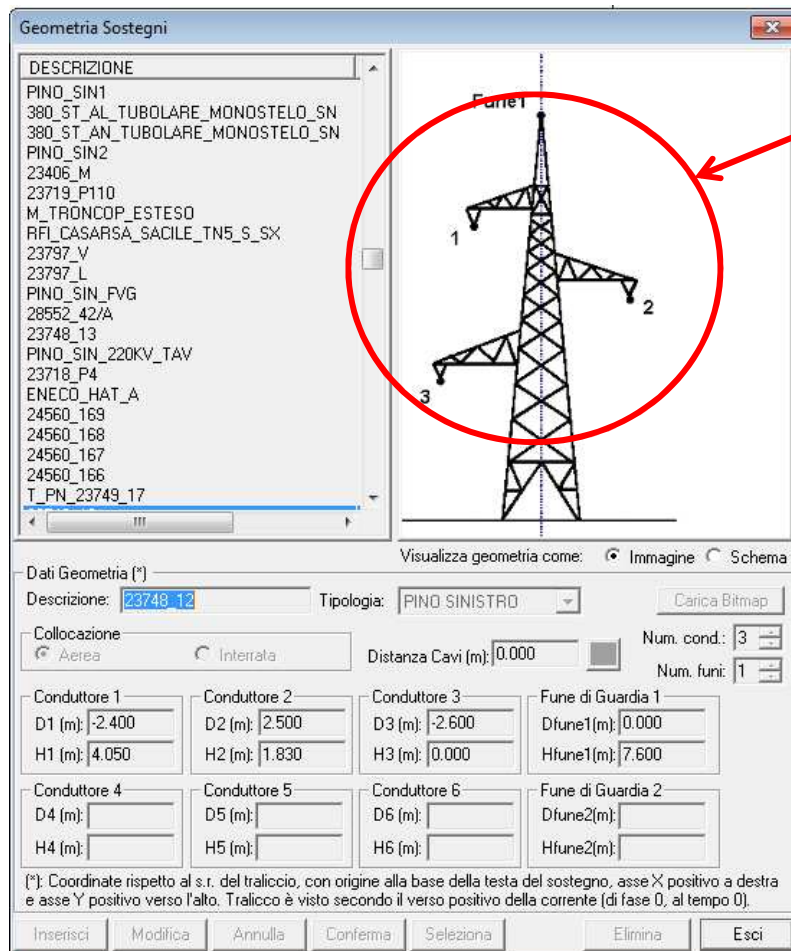 Geometria Sostegni
DESCRIZIONE
PINO_SIN1
380_ST_AL_TUBOLARE_MONOSTELO_SN
380_ST_AN_TUBOLARE_MONOSTELO_SN
PINO_SIN2
23406_M
23719_P110
M_TRONCOP_ESTESO
RFI_CASARSA_SACILE_TN5_S_SX
23797_V
23797_L
PINO_SIN_FVG
28552_42/A
23748_13
PINO_SIN_220KV_TAV
23718_P4
ENECO_HAT_A
24560_169
24560_168
24560_167
24560_166
T_PN_23749_17
Fune1
1
2
3
Visualizza geometria come: Immagine Schema
Dati Geometria (*)
Descrizione: 23748_12 Tipologia: PINO SINISTRO Carica Bitmap
Collocazione
Aerea Interrata Distanza Cavi (m): 0.000
Num. cond.: 3
Num. funi: 1
Conduttore 1 Conduttore 2 Conduttore 3 Fune di Guardia 1
D1 (m): -2.400 D2 (m): 2.500 D3 (m): -2.600 Dfune1(m): 0.000
H1 (m): 4.050 H2 (m): 1.830 H3 (m): 0.000 Hfune1(m): 7.600
Conduttore 4 Conduttore 5 Conduttore 6 Fune di Guardia 2
D4 (m): D5 (m): D6 (m): Dfune2(m):
H4 (m): H5 (m): H6 (m): Hfune2(m):
(*): Coordinate rispetto al s.r. del traliccio, con origine alla base della testa del sostegno, asse X positivo a destra
e asse Y positivo verso l'alto. Tralicco è visto secondo il verso positivo della corrente (di fase 0, al tempo 0).
Inserisci Modifica Annulla Conferma Seleziona Elimina Esci